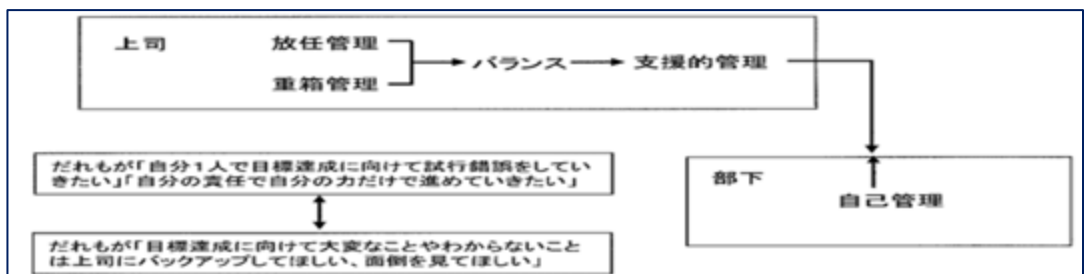 上司
放任管理
重箱管理
バランス
支援的管理
だれもが「自分1人で目標達成に向けて試行錯誤をしてい
きたい」「自分の責任で自分の力だけで進めていきたい」
だれもが「目標達成に向けて大変なことやわからないこと
は上司にバックアップしてほしい、面倒を見てほしい」
部下
自己管理